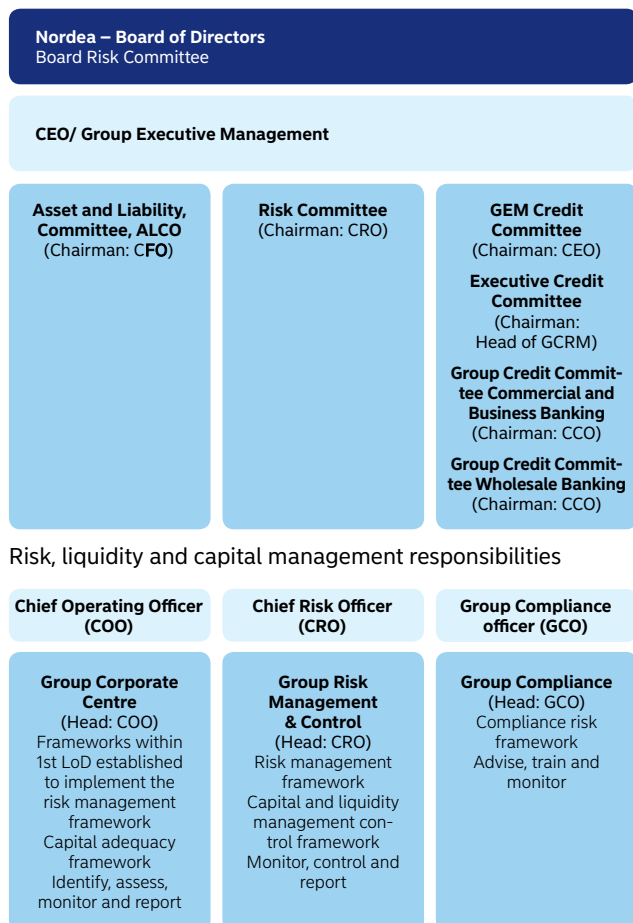 Nordea – Board of Directors
Board Risk Committee
CEO/ Group Executive Management
Asset and Liability,
Committee, ALCO
(Chairman: CFO)
Risk Committee
(Chairman: CRO)
GEM Credit
Committee
(Chairman: CEO)
Executive Credit
Committee
(Chairman:
Head of GCRM)
Group Credit Commit-
tee Commercial and
Business Banking
(Chairman: CCO)
Group Credit Commit-
tee Wholesale Banking
(Chairman: CCO)
Risk, liquidity and capital management responsibilities
Chief Operating Officer
(COO)
Chief Risk Officer
(CRO)
Group Compliance
officer (GCO)
Group Corporate
Centre
(Head: COO)
Frameworks within
1st LoD established
to implement the
risk management
framework
Capital adequacy
framework
Identify, assess,
monitor and report
Group Risk
Management
& Control
(Head: CRO)
Risk management
framework
Capital and liquidity
management con-
trol framework
Monitor, control and
report
Group Compliance
(Head: GCO)
Compliance risk
framework
Advise, train and
monitor